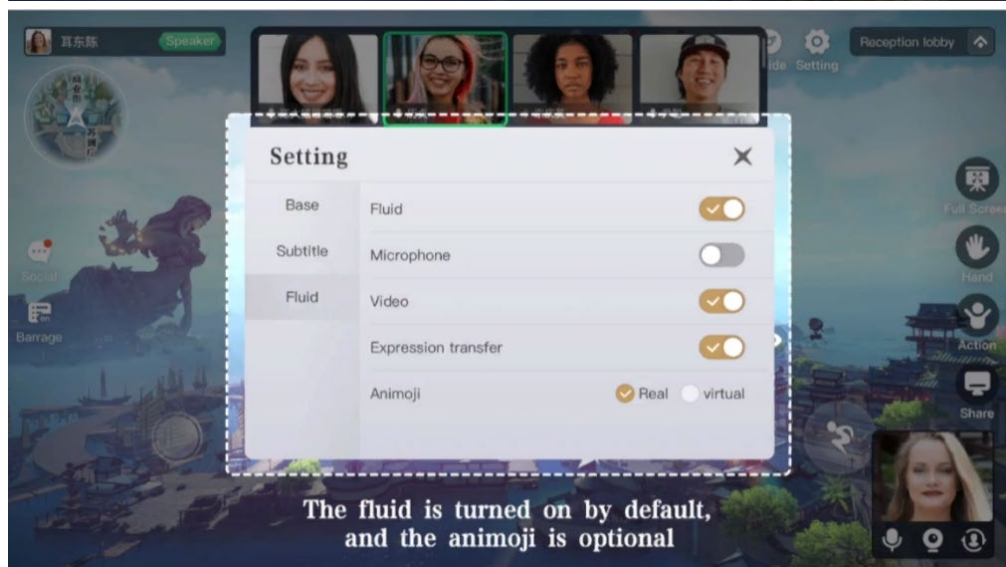 耳东陈
Speaker
ide
Setting
Reception lobby
Setting
Base
Fluid
Subtitle
Microphone
Fluid
Video
Expression transfer
Animoji
Real
virtual
Social
Barrage
en
Full Screen
Hand
Action
Share
The fluid is turned on by default,
and the animoji is optional